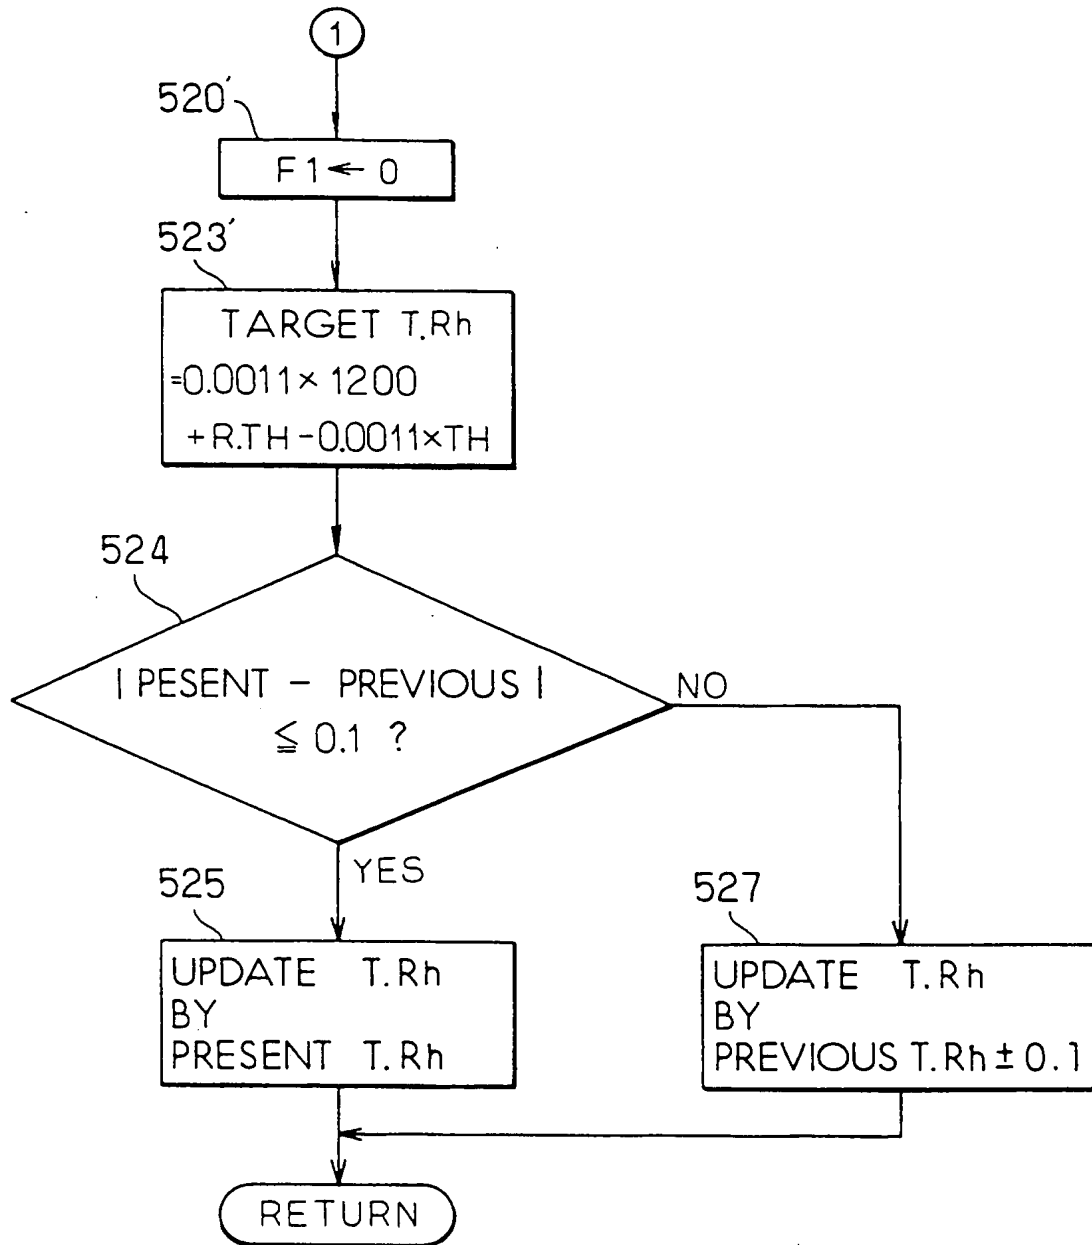 1
520'
F1 ← 0
523'
TARGET T.Rh
=0.0011×1200
+R.TH-0.0011×TH
524
| PESENT - PREVIOUS |
≦ 0.1 ?
NO
YES
525
UPDATE T.Rh
BY
PRESENT T.Rh
527
UPDATE T.Rh
BY
PREVIOUS T.Rh ± 0.1
RETURN